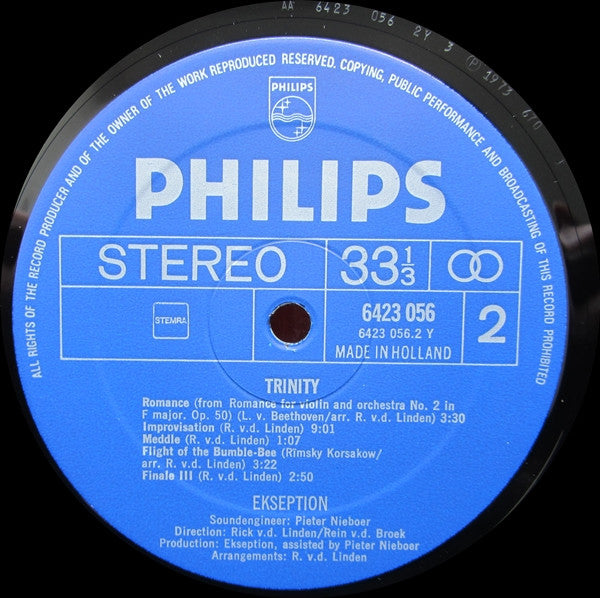 AA 6423 056 2Y 3 (P) 1973 670
ALL RIGHTS OF THE RECORD PRODUCER AND OF THE OWNER OF THE WORK REPRODUCED RESERVED. COPYING, PUBLIC PERFORMANCE AND BROADCASTING OF THIS RECORD PROHIBITED
PHILIPS
PHILIPS
STEREO
33 1/3
STEMRA
6423 056
6423 056.2 Y
MADE IN HOLLAND
2
TRINITY
Romance (from Romance for violin and orchestra No. 2 in
F major, Op. 50) (L. v. Beethoven/arr. R. v.d. Linden) 3:30
Improvisation (R. v.d. Linden) 9:01
Meddle (R. v.d. Linden) 1:07
Flight of the Bumble-Bee (Rimsky Korsakow/
arr. R. v.d. Linden) 3:22
Finale III (R. v.d. Linden) 2:50
EKSEPTION
Soundengineer: Pieter Nieboer
Direction: Rick v.d. Linden/Rein v.d. Broek
Production: Ekseption, assisted by Pieter Nieboer
Arrangements: R. v.d. Linden